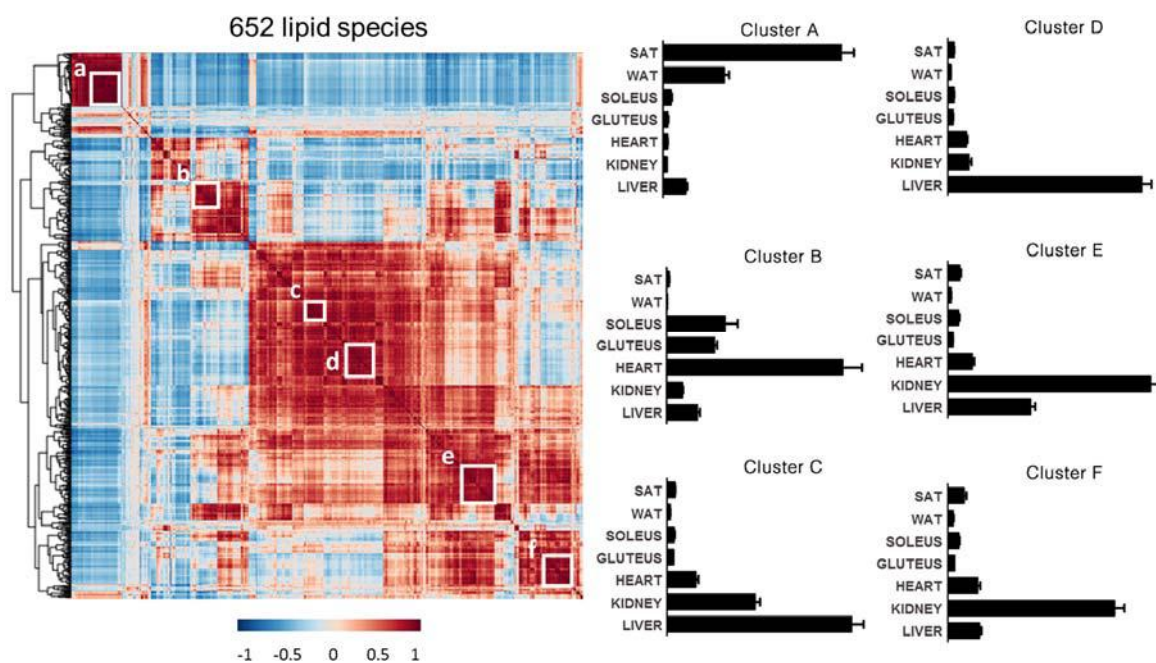 652 lipid species
a
b
c
d
e
f
-1 -0.5 0 0.5 1
Cluster A
SAT
WAT
SOLEUS
GLUTEUS
HEART
KIDNEY
LIVER
Cluster D
SAT
WAT
SOLEUS
GLUTEUS
HEART
KIDNEY
LIVER
Cluster B
SAT
WAT
SOLEUS
GLUTEUS
HEART
KIDNEY
LIVER
Cluster E
SAT
WAT
SOLEUS
GLUTEUS
HEART
KIDNEY
LIVER
Cluster C
SAT
WAT
SOLEUS
GLUTEUS
HEART
KIDNEY
LIVER
Cluster F
SAT
WAT
SOLEUS
GLUTEUS
HEART
KIDNEY
LIVER